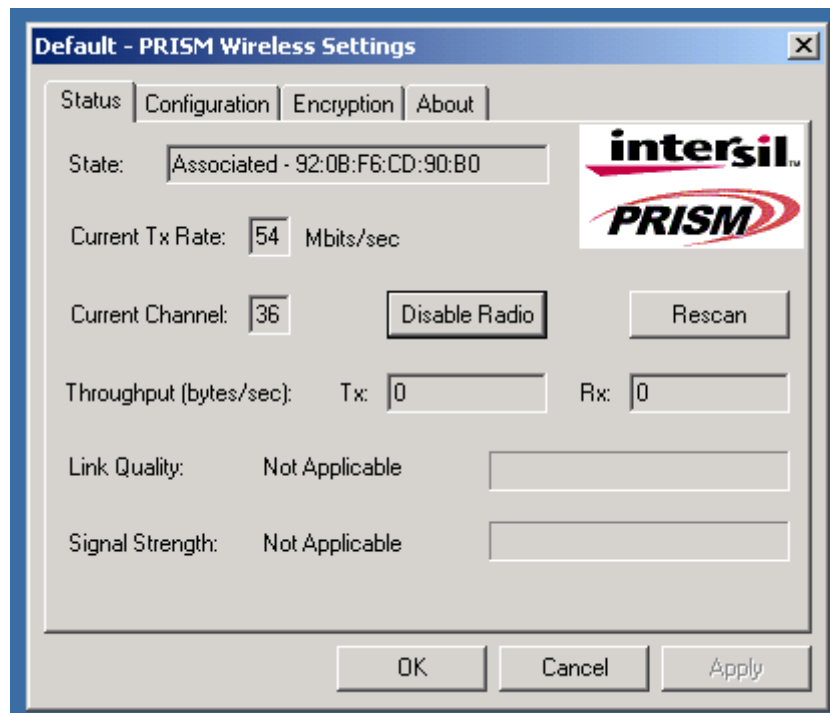 Default - PRISM Wireless Settings
Status Configuration Encryption About
intersil™
State: Associated - 92:0B:F6:CD:90:B0
PRISM
Current Tx Rate: 54 Mbits/sec
Current Channel: 36 Disable Radio Rescan
Throughput (bytes/sec): Tx: 0 Rx: 0
Link Quality: Not Applicable
Signal Strength: Not Applicable
OK Cancel Apply